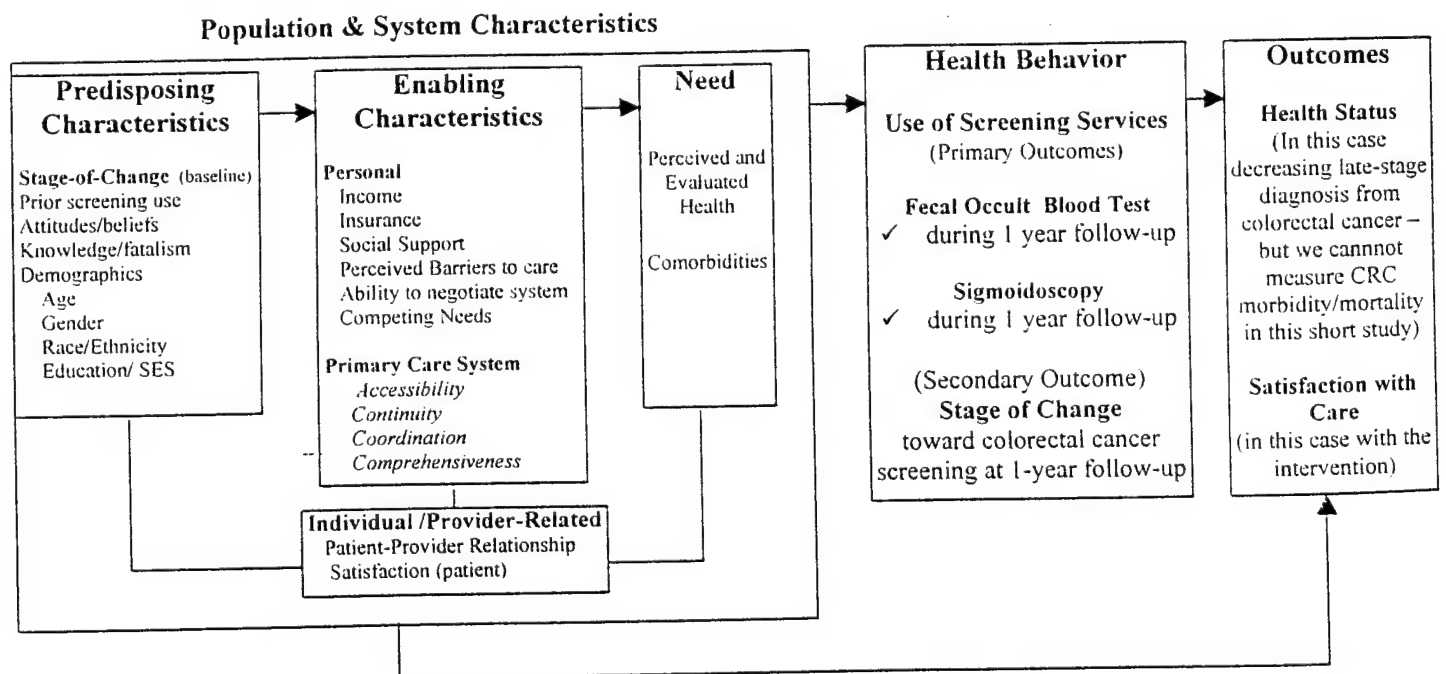 Population & System Characteristics
Predisposing
Characteristics
Stage-of-Change (baseline)
Prior screening use
Attitudes/beliefs
Knowledge/fatalism
Demographics
Age
Gender
Race/Ethnicity
Education/ SES
Enabling
Characteristics
Personal
Income
Insurance
Social Support
Perceived Barriers to care
Ability to negotiate system
Competing Needs
Primary Care System
Accessibility
Continuity
Coordination
Comprehensiveness
Need
Perceived and
Evaluated
Health
Comorbidities
Individual /Provider-Related
Patient-Provider Relationship
Satisfaction (patient)
Health Behavior
Use of Screening Services
(Primary Outcomes)
Fecal Occult Blood Test
✓ during 1 year follow-up
Sigmoidoscopy
✓ during 1 year follow-up
(Secondary Outcome)
Stage of Change
toward colorectal cancer
screening at 1-year follow-up
Outcomes
Health Status
(In this case
decreasing late-stage
diagnosis from
colorectal cancer –
but we cannnot
measure CRC
morbidity/mortality
in this short study)
Satisfaction with
Care
(in this case with the
intervention)